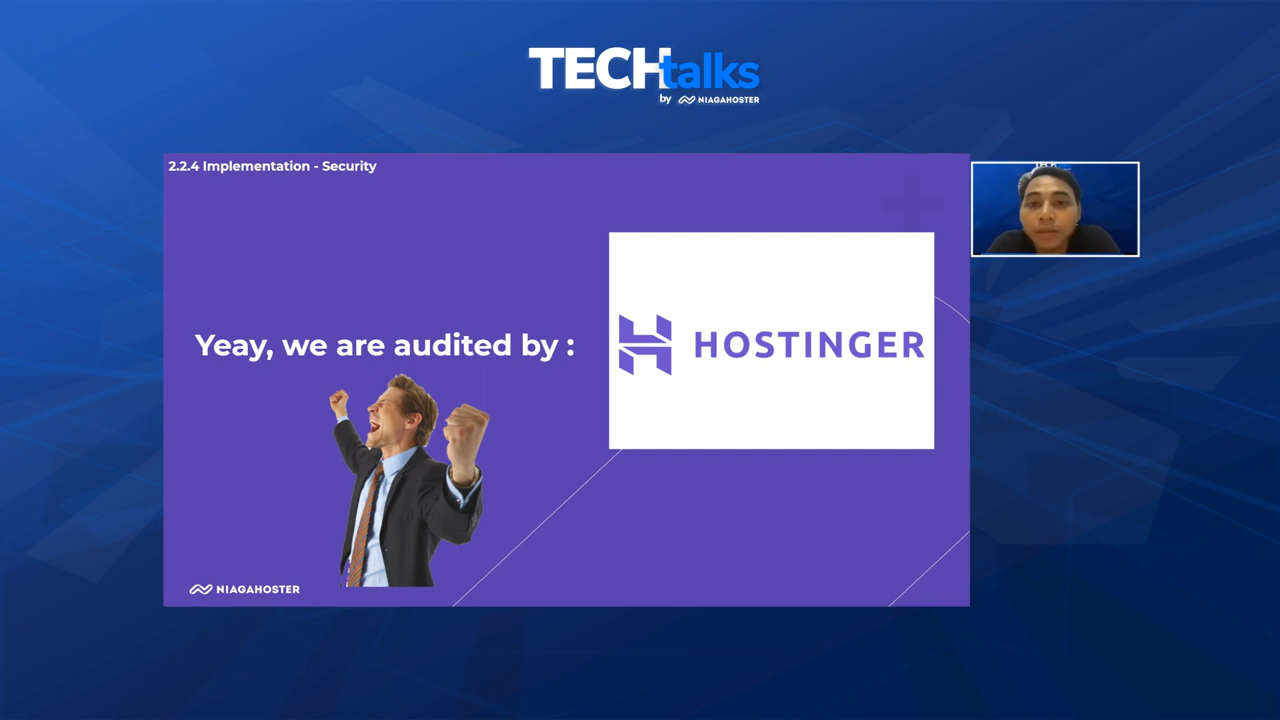 TECHtalks
by NIAGAHOSTER
2.2.4 Implementation - Security
Yeay, we are audited by :
HOSTINGER
NIAGAHOSTER